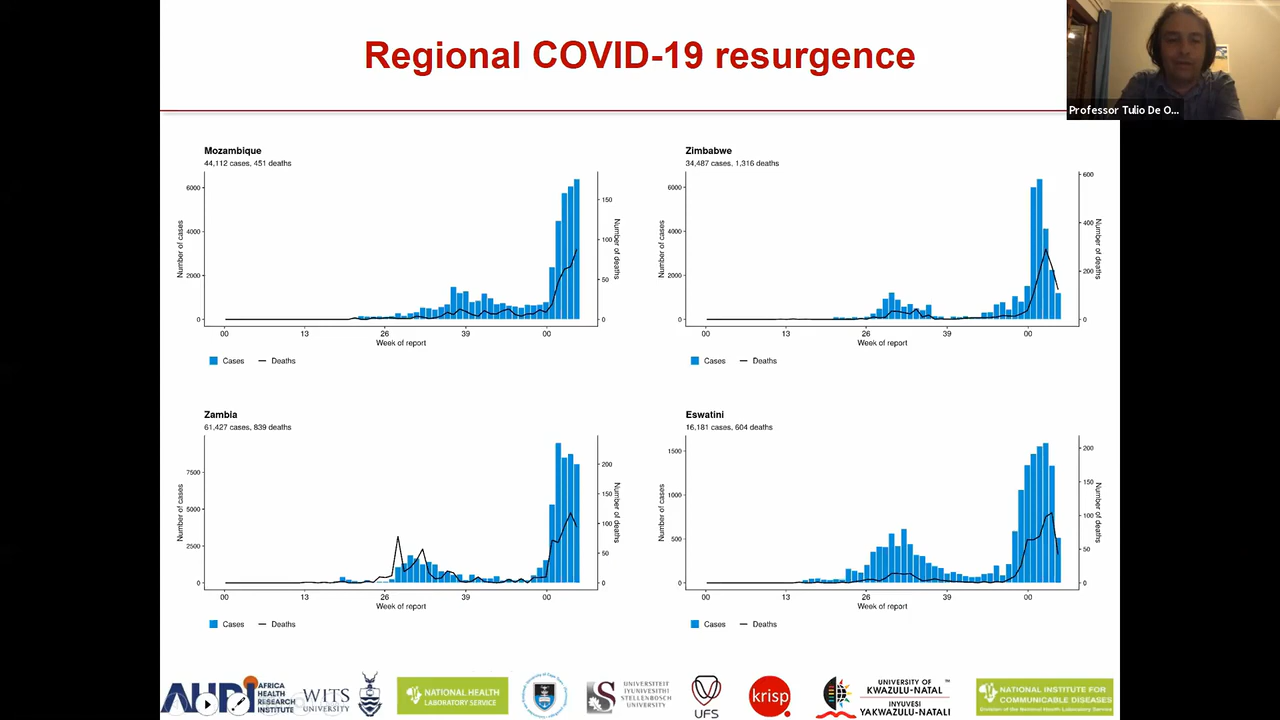 Regional COVID-19 resurgence
Professor Tulio De O...
Mozambique
44,112 cases, 451 deaths
Number of cases
6000
4000
2000
0
150
100
50
0
Number of deaths
00 13 26 39 00
Week of report
Cases Deaths
Zimbabwe
34,487 cases, 1,316 deaths
Number of cases
6000
4000
2000
0
600
400
200
0
Number of deaths
00 13 26 39 00
Week of report
Cases Deaths
Zambia
61,427 cases, 839 deaths
Number of cases
7500
5000
2500
0
200
150
100
50
0
Number of deaths
00 13 26 39 00
Week of report
Cases Deaths
Eswatini
16,181 cases, 604 deaths
Number of cases
1500
1000
500
0
200
150
100
50
0
Number of deaths
00 13 26 39 00
Week of report
Cases Deaths
AHRI
AFRICA
HEALTH
RESEARCH
INSTITUTE
WITS
UNIVERSITY
NATIONAL HEALTH
LABORATORY SERVICE
UNIVERSITEIT
IYUNIVESITHI
STELLENBOSCH
UNIVERSITY
UFS
krisp
UNIVERSITY OF
KWAZULU-NATAL
INYUVESI
YAKWAZULU-NATALI
NATIONAL INSTITUTE FOR
COMMUNICABLE DISEASES
Division of the National Health Laboratory Service